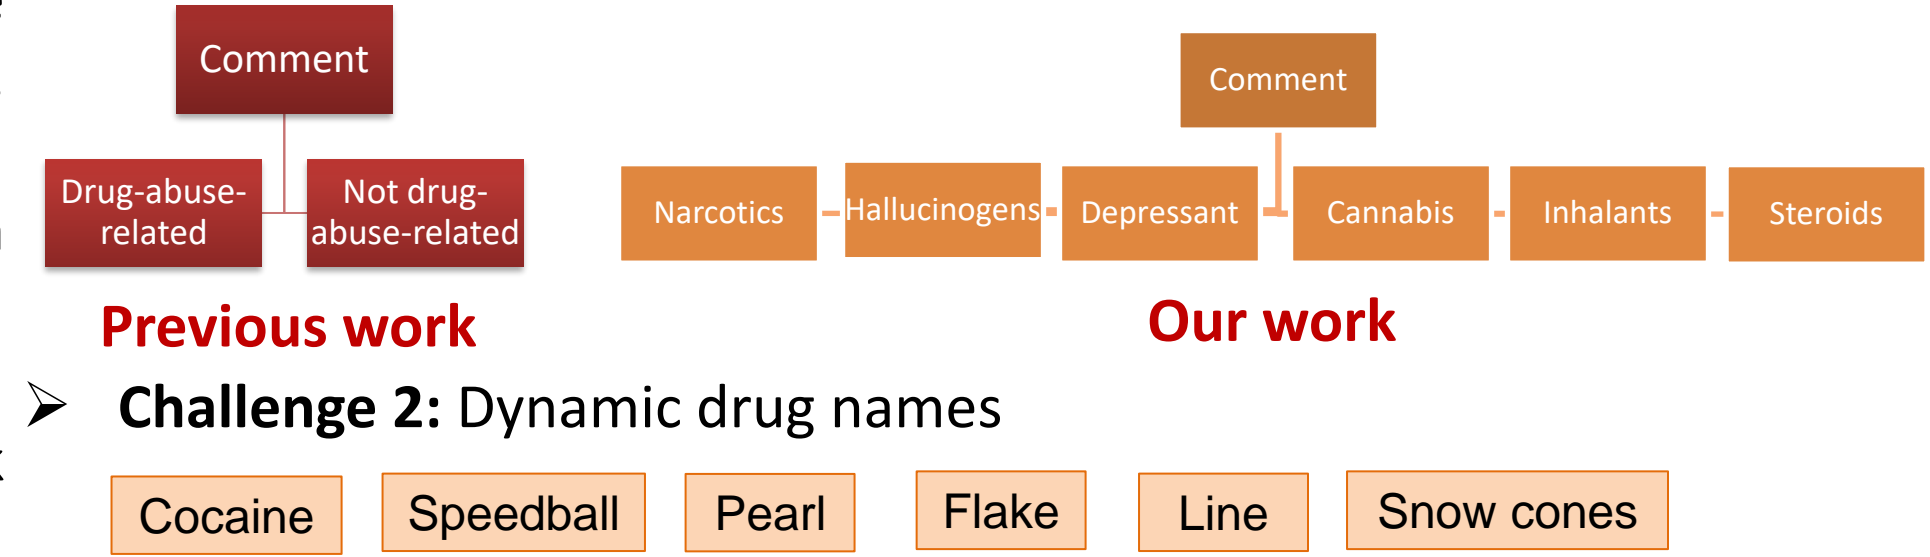 Comment
Drug-abuse-
related
Not drug-
abuse-related
Previous work
Comment
Narcotics
Hallucinogens
Depressant
Cannabis
Inhalants
Steroids
Our work
➢ Challenge 2: Dynamic drug names
Cocaine
Speedball
Pearl
Flake
Line
Snow cones